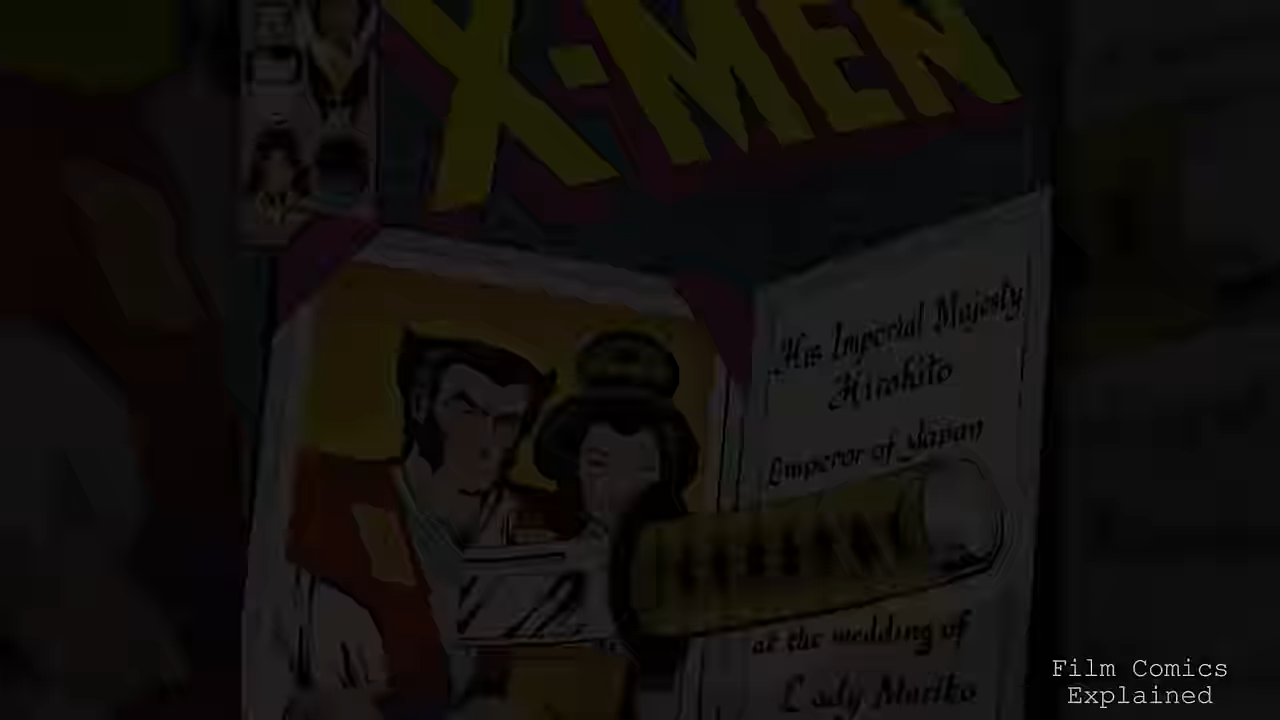 X-MEN
His Imperial Majesty
Hirohito
Emperor of Japan
at the wedding of
Lady Mariko
Film Comics
Explained